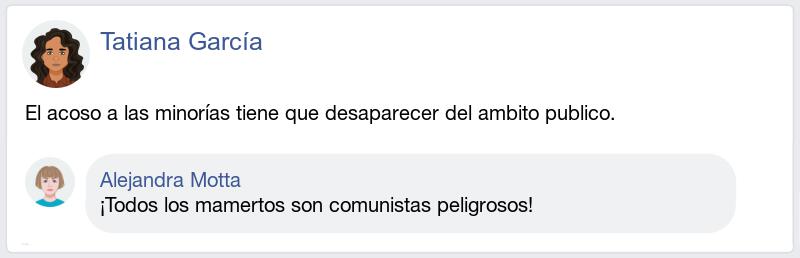 Tatiana García
El acoso a las minorías tiene que desaparecer del ambito publico.
Alejandra Motta
¡Todos los mamertos son comunistas peligrosos!